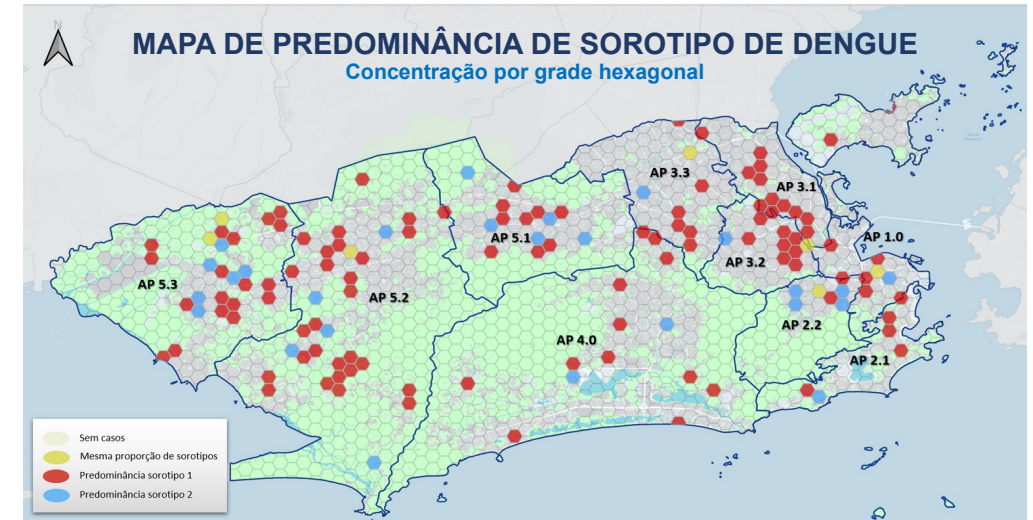 N
MAPA DE PREDOMINÂNCIA DE SOROTIPO DE DENGUE
Concentração por grade hexagonal
AP 3.3
AP 3.1
AP 5.1
AP 1.0
AP 3.2
AP 5.3
AP 5.2
AP 2.2
AP 4.0
AP 2.1
Sem casos
Mesma proporção de sorotipos
Predominância sorotipo 1
Predominância sorotipo 2